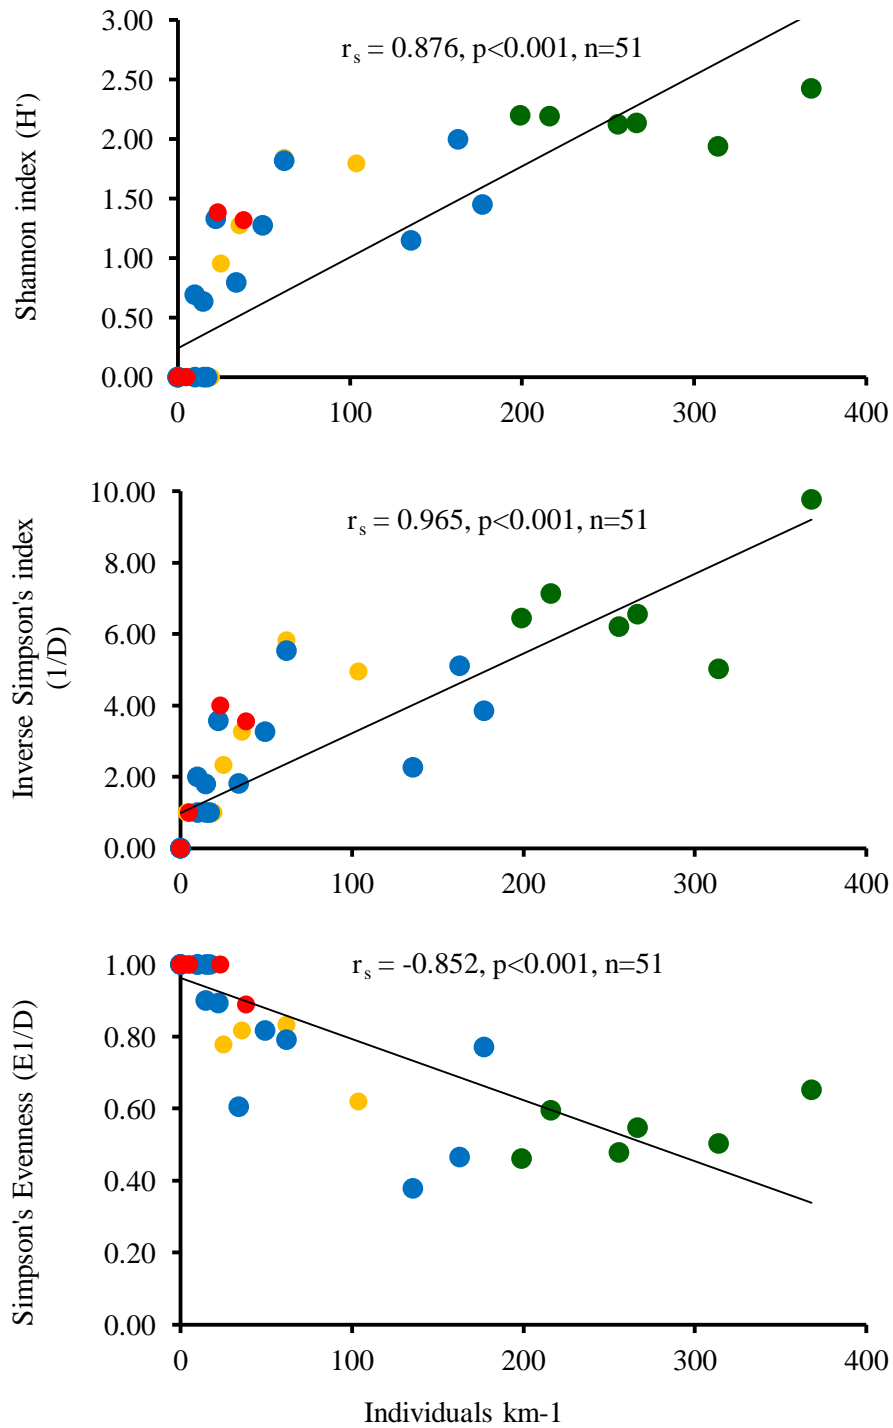 3.00
r s = 0.876, p<0.001, n=51
2.50
2.00
1.50
1.00
0.50
0.00
Shannon index (H')
0 100 200 300 400
10.00
r s = 0.965, p<0.001, n=51
8.00
6.00
4.00
2.00
0.00
Inverse Simpson's index
(1/D)
0 100 200 300 400
1.00
r s = -0.852, p<0.001, n=51
0.80
0.60
0.40
0.20
0.00
Simpson's Evenness (E1/D)
0 100 200 300 400
Individuals km-1